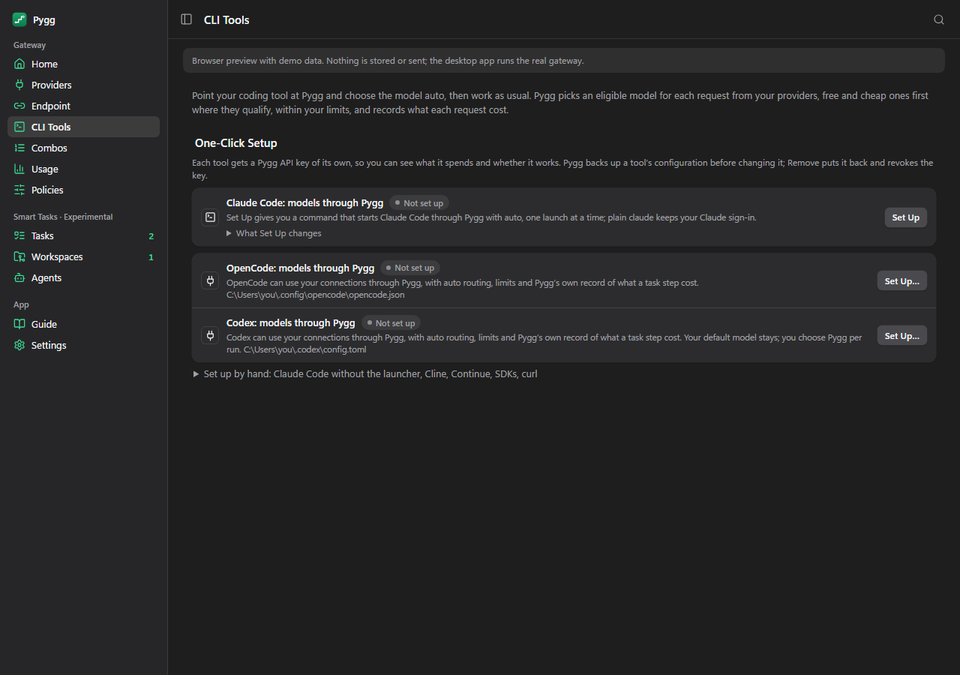 Pygg
Gateway
Home
Providers
Endpoint
CLI Tools
Combos
Usage
Policies
Smart Tasks · Experimental
Tasks 2
Workspaces 1
Agents
App
Guide
Settings
CLI Tools
Browser preview with demo data. Nothing is stored or sent; the desktop app runs the real gateway.
Point your coding tool at Pygg and choose the model auto, then work as usual. Pygg picks an eligible model for each request from your providers, free and cheap ones first
where they qualify, within your limits, and records what each request cost.
One-Click Setup
Each tool gets a Pygg API key of its own, so you can see what it spends and whether it works. Pygg backs up a tool's configuration before changing it; Remove puts it back and revokes the
key.
Claude Code: models through Pygg Not set up
Set Up gives you a command that starts Claude Code through Pygg with auto, one launch at a time; plain claude keeps your Claude sign-in.
What Set Up changes
Set Up
OpenCode: models through Pygg Not set up
OpenCode can use your connections through Pygg, with auto routing, limits and Pygg's own record of what a task step cost.
C:\Users\you\.config\opencode\opencode.json
Set Up...
Codex: models through Pygg Not set up
Codex can use your connections through Pygg, with auto routing, limits and Pygg's own record of what a task step cost. Your default model stays; you choose Pygg per
run. C:\Users\you\.codex\config.toml
Set Up...
Set up by hand: Claude Code without the launcher, Cline, Continue, SDKs, curl